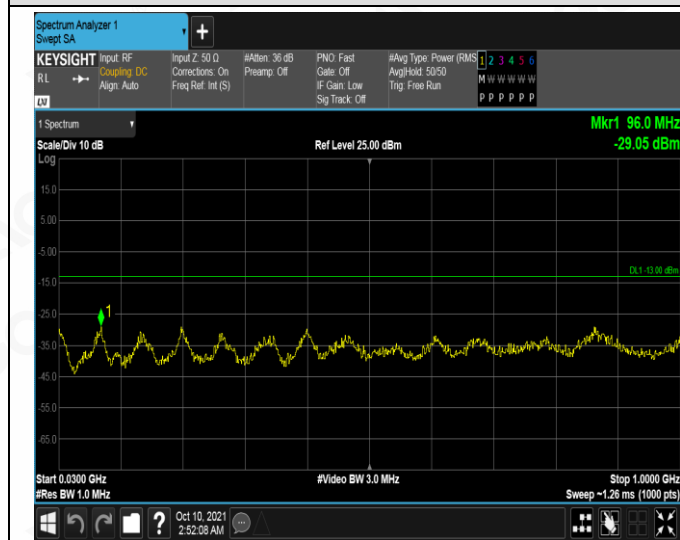 Spectrum Analyzer 1
Swept SA
+
KEYSIGHT Input: RF Input Z: 50 Ω #Atten: 36 dB PNO: Fast #Avg Type: Power (RMS 1 2 3 4 5 6
RL Coupling: DC Corrections: On Preamp: Off Gate: Off Avg|Hold: 50/50 M W W W W W
Align: Auto Freq Ref: Int (S) IF Gain: Low Trig: Free Run
Sig Track: Off P P P P P P
LXI
1 Spectrum
Mkr1 96.0 MHz
Scale/Div 10 dB Ref Level 25.00 dBm -29.05 dBm
Log
15.0
5.00
-5.00
DL1 -13.00 dBm
-15.0
1
-25.0
-35.0
-45.0
-55.0
-65.0
Start 0.0300 GHz #Video BW 3.0 MHz Stop 1.0000 GHz
#Res BW 1.0 MHz Sweep ~1.26 ms (1000 pts)
? Oct 10, 2021
2:52:08 AM